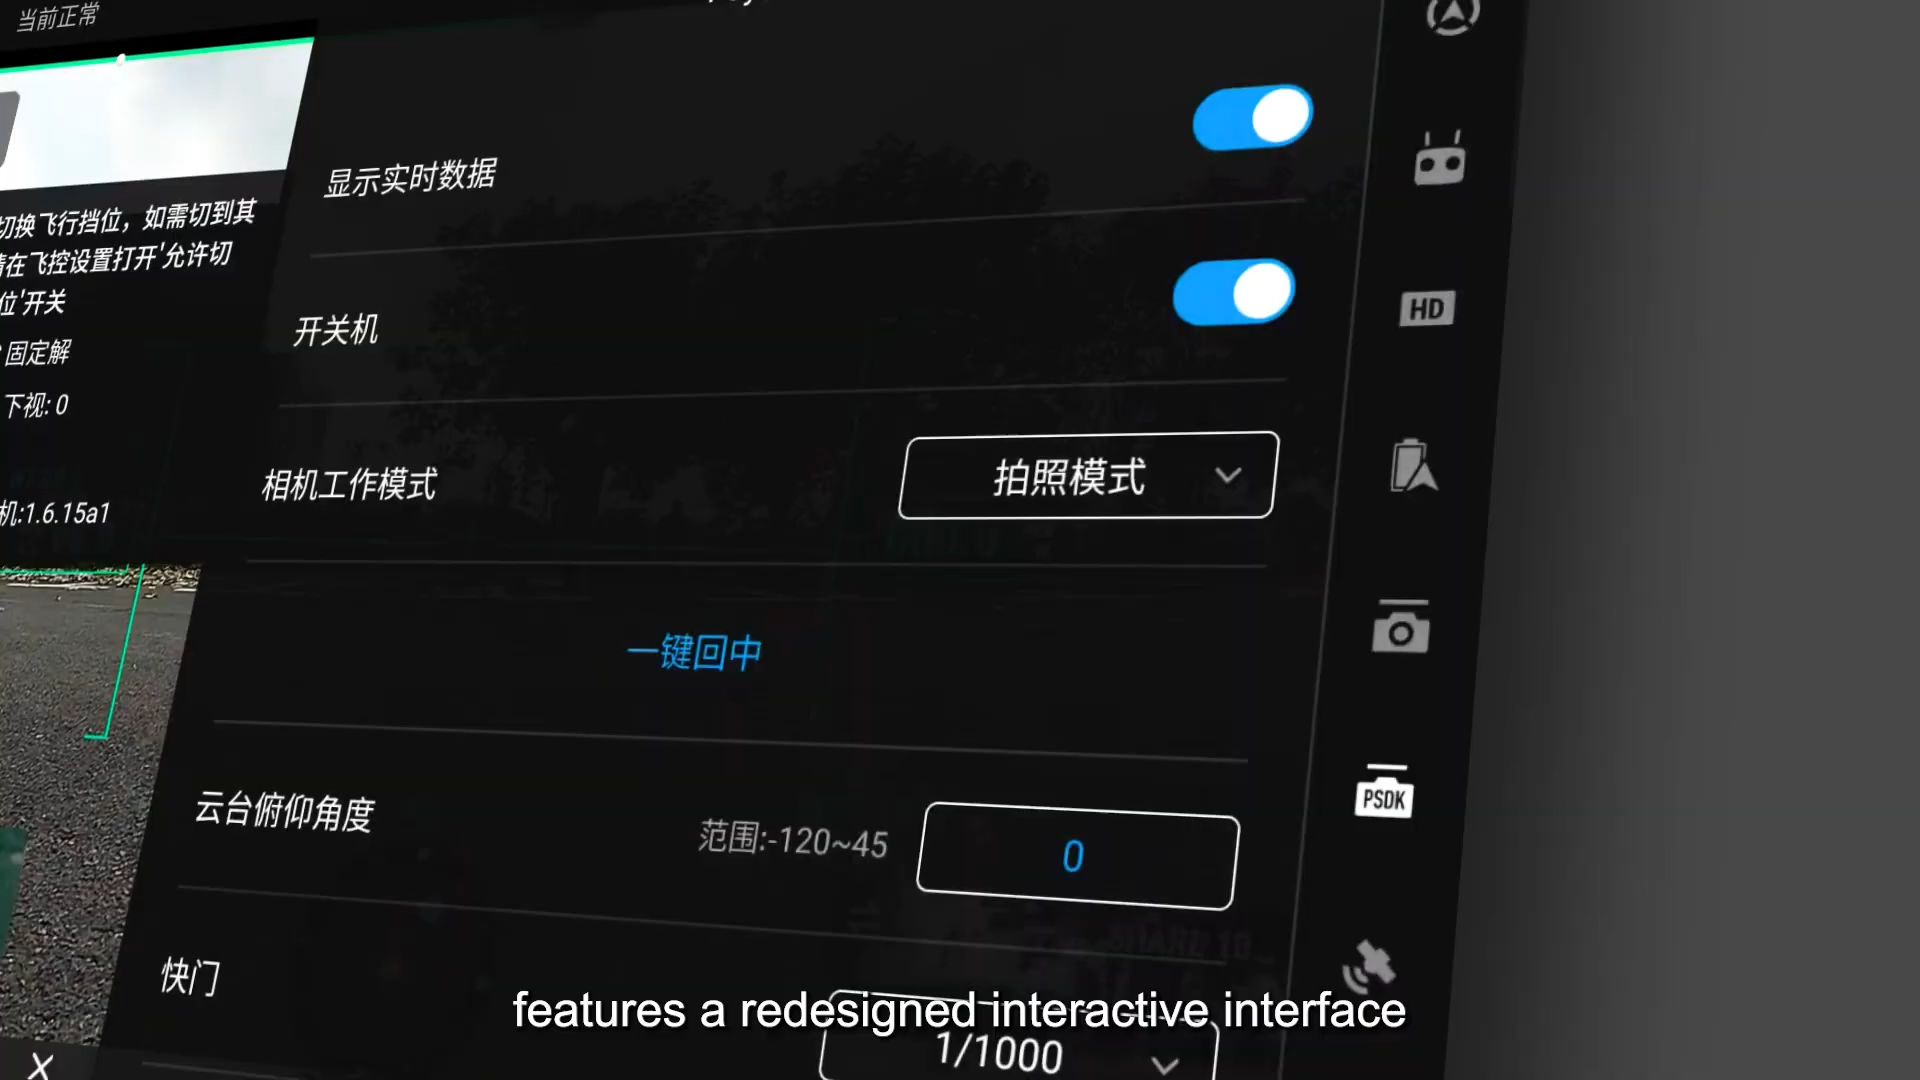 当前正常
切换飞行挡位，如需切到其
请在飞控设置打开'允许切
位'开关
固定解
下视: 0
机:1.6.15a1
显示实时数据
开关机
相机工作模式
拍照模式
一键回中
云台俯仰角度
范围:-120~45
0
快门
1/1000
HD
PSDK
features a redesigned interactive interface